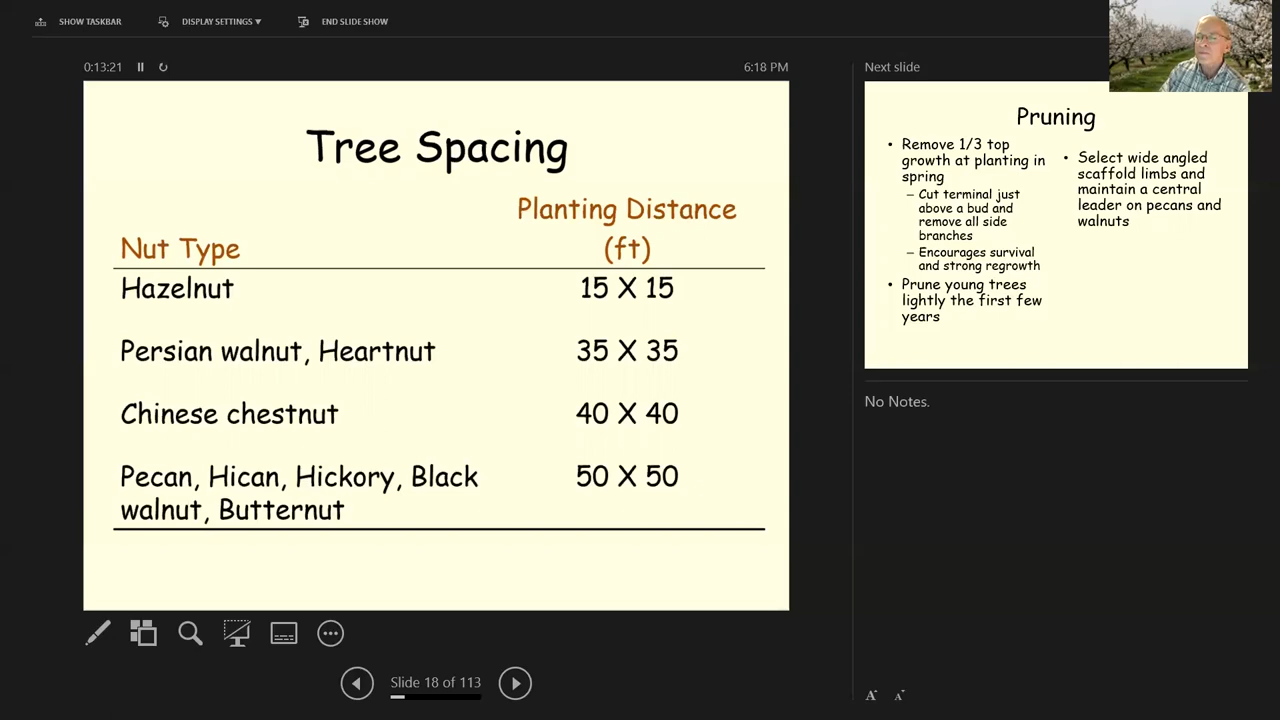 SHOW TASKBAR
DISPLAY SETTINGS
END SLIDE SHOW
0:13:21
6:18 PM
Tree Spacing
Planting Distance
Nut Type (ft)
Hazelnut 15 X 15
Persian walnut, Heartnut 35 X 35
Chinese chestnut 40 X 40
Pecan, Hican, Hickory, Black 50 X 50
walnut, Butternut
Slide 18 of 113
Next slide
Pruning
• Remove 1/3 top
growth at planting in
spring
– Cut terminal just
above a bud and
remove all side
branches
– Encourages survival
and strong regrowth
• Prune young trees
lightly the first few
years
• Select wide angled
scaffold limbs and
maintain a central
leader on pecans and
walnuts
No Notes.
A A